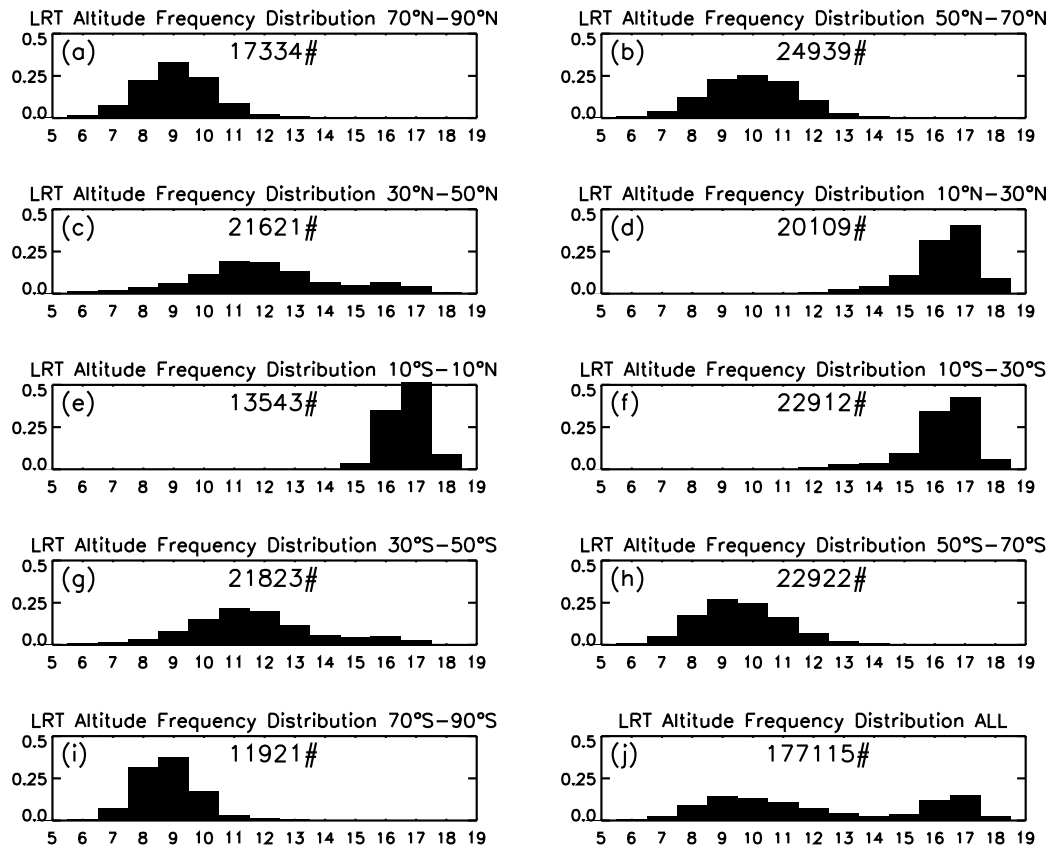 LRT Altitude Frequency Distribution 70°N−90°N
0.5
(a)
17334#
0.25
0.0
5 6 7 8 9 10 11 12 13 14 15 16 17 18 19
LRT Altitude Frequency Distribution 50°N−70°N
0.5
(b)
24939#
0.25
0.0
5 6 7 8 9 10 11 12 13 14 15 16 17 18 19
LRT Altitude Frequency Distribution 30°N−50°N
0.5
(c)
21621#
0.25
0.0
5 6 7 8 9 10 11 12 13 14 15 16 17 18 19
LRT Altitude Frequency Distribution 10°N−30°N
0.5
(d)
20109#
0.25
0.0
5 6 7 8 9 10 11 12 13 14 15 16 17 18 19
LRT Altitude Frequency Distribution 10°S−10°N
0.5
(e)
13543#
0.25
0.0
5 6 7 8 9 10 11 12 13 14 15 16 17 18 19
LRT Altitude Frequency Distribution 10°S−30°S
0.5
(f)
22912#
0.25
0.0
5 6 7 8 9 10 11 12 13 14 15 16 17 18 19
LRT Altitude Frequency Distribution 30°S−50°S
0.5
(g)
21823#
0.25
0.0
5 6 7 8 9 10 11 12 13 14 15 16 17 18 19
LRT Altitude Frequency Distribution 50°S−70°S
0.5
(h)
22922#
0.25
0.0
5 6 7 8 9 10 11 12 13 14 15 16 17 18 19
LRT Altitude Frequency Distribution 70°S−90°S
0.5
(i)
11921#
0.25
0.0
5 6 7 8 9 10 11 12 13 14 15 16 17 18 19
LRT Altitude Frequency Distribution ALL
0.5
(j)
177115#
0.25
0.0
5 6 7 8 9 10 11 12 13 14 15 16 17 18 19